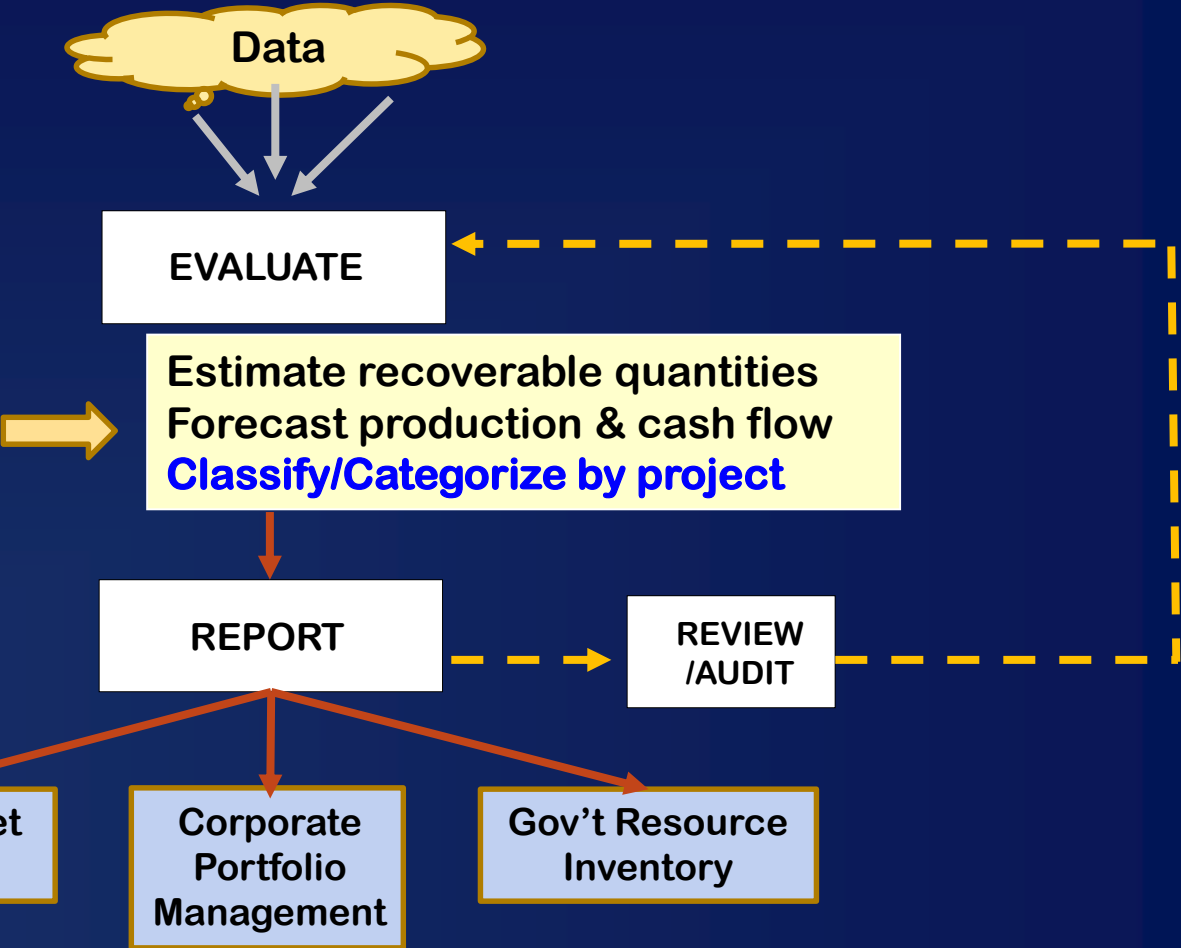 Data
EVALUATE
Estimate recoverable quantities
Forecast production & cash flow
Classify/Categorize by project
REPORT
REVIEW
/AUDIT
et
Corporate
Portfolio
Management
Gov't Resource
Inventory